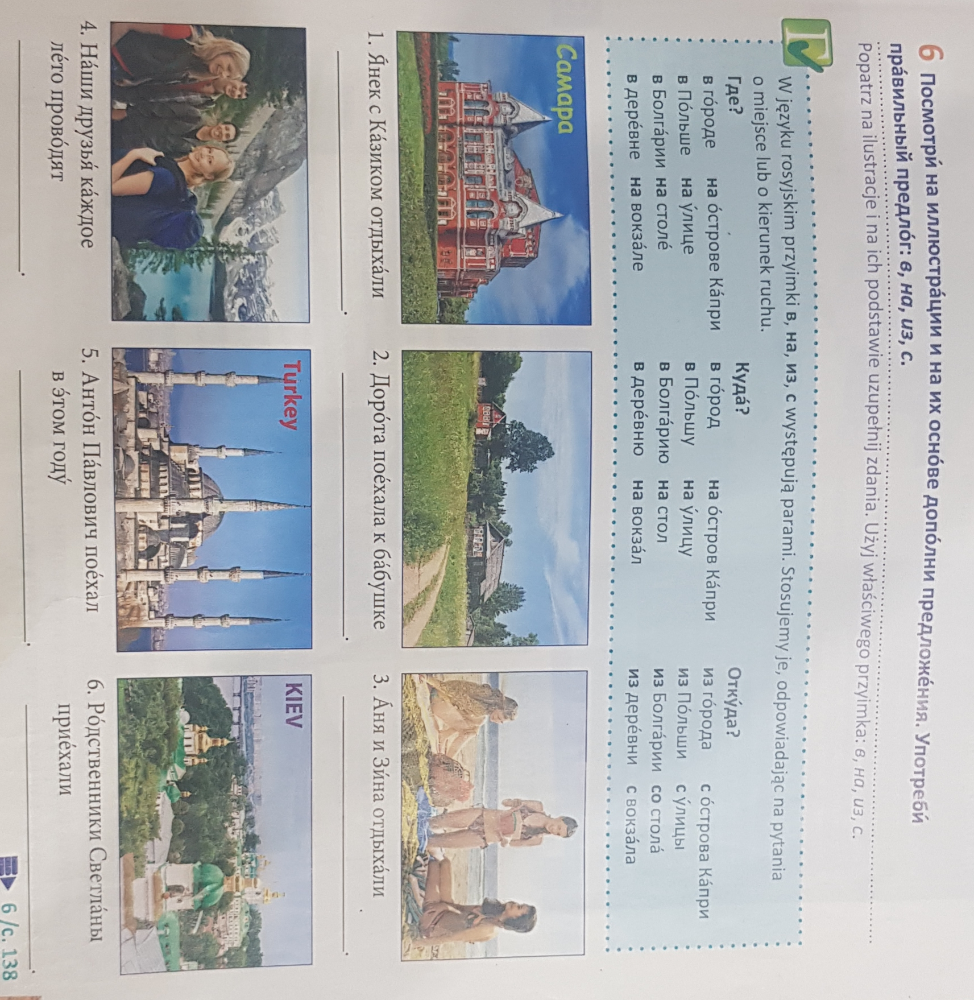 6 Посмотри́ на иллюстра́ции и на их осно́ве допо́лни предложе́ния. Употреби́
пра́вильный предло́г: в, на, из, с.
Popatrz na ilustracje i na ich podstawie uzupełnij zdania. Użyj właściwego przyimka: в, на, из, с.
W języku rosyjskim przyimki в, на, из, с występują parami. Stosujemy je, odpowiadając na pytania
o miejsce lub o kierunek ruchu.
Где? Куда́? Отку́да?
в го́роде на о́строве Ка́при в го́род на о́стров Ка́при из го́рода с о́строва Ка́при
в По́льше на у́лице в По́льшу на у́лицу из По́льши с у́лицы
в Болга́рии на столе́ в Болга́рию на стол из Болга́рии со стола́
в дере́вне на вокза́ле в дере́вню на вокза́л из дере́вни с вокза́ла
Самара
1. Я́нек с Ка́зиком отдыха́ли
.
2. Доро́та пое́хала к ба́бушке
.
3. А́ня и Зи́на отдыха́ли
.
4. На́ши друзья́ ка́ждое
ле́то прово́дят
.
Turkey
5. Анто́н Па́влович пое́хал
в э́том году́
.
KIEV
6. Ро́дственники Светла́ны
прие́хали
.
6 /с. 138